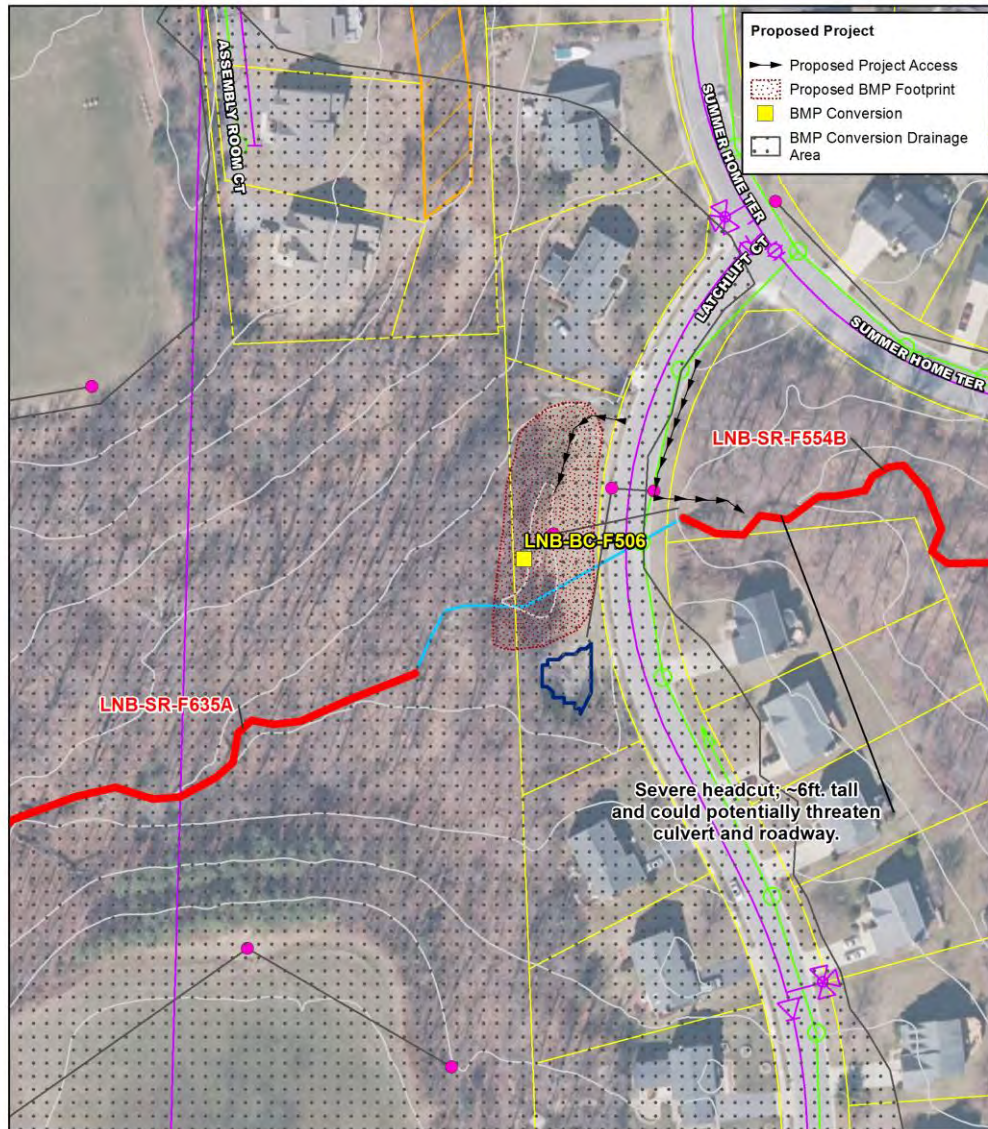 Proposed Project
Proposed Project Access
Proposed BMP Footprint
BMP Conversion
BMP Conversion Drainage
Area
ASSEMBLY ROOM CT
SUMMER HOME TER
LATCHLIFT CT
SUMMER HOME TER
LNB-SR-F554B
LNB-BC-F506
LNB-SR-F635A
Severe headcut; ~6ft. tall
and could potentially threaten
culvert and roadway.